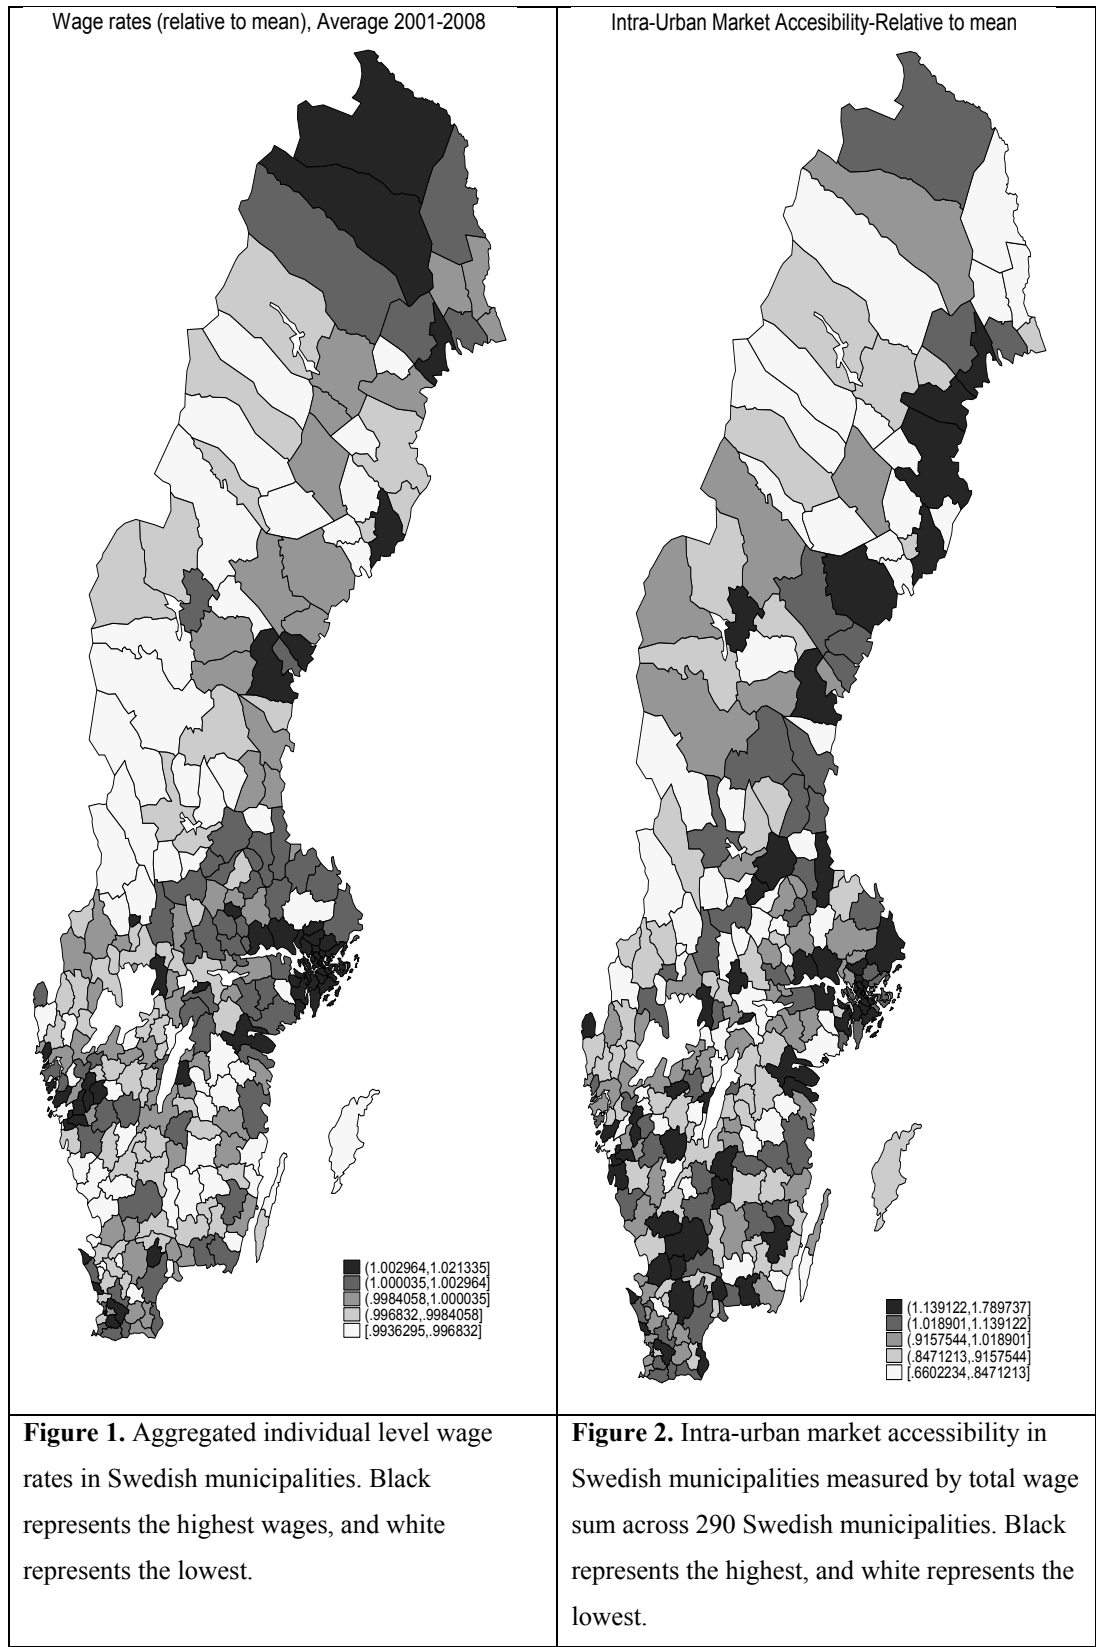 Wage rates (relative to mean), Average 2001-2008
(1.002964,1.021335]
(1.000035,1.002964]
(.9984058,1.000035]
(.996832,.9984058]
[.9936295,.996832]
Figure 1. Aggregated individual level wage
rates in Swedish municipalities. Black
represents the highest wages, and white
represents the lowest.
Intra-Urban Market Accesibility-Relative to mean
(1.139122,1.789737]
(1.018901,1.139122]
(.9157544,1.018901]
(.8471213,.9157544]
[.6602234,.8471213]
Figure 2. Intra-urban market accessibility in
Swedish municipalities measured by total wage
sum across 290 Swedish municipalities. Black
represents the highest, and white represents the
lowest.